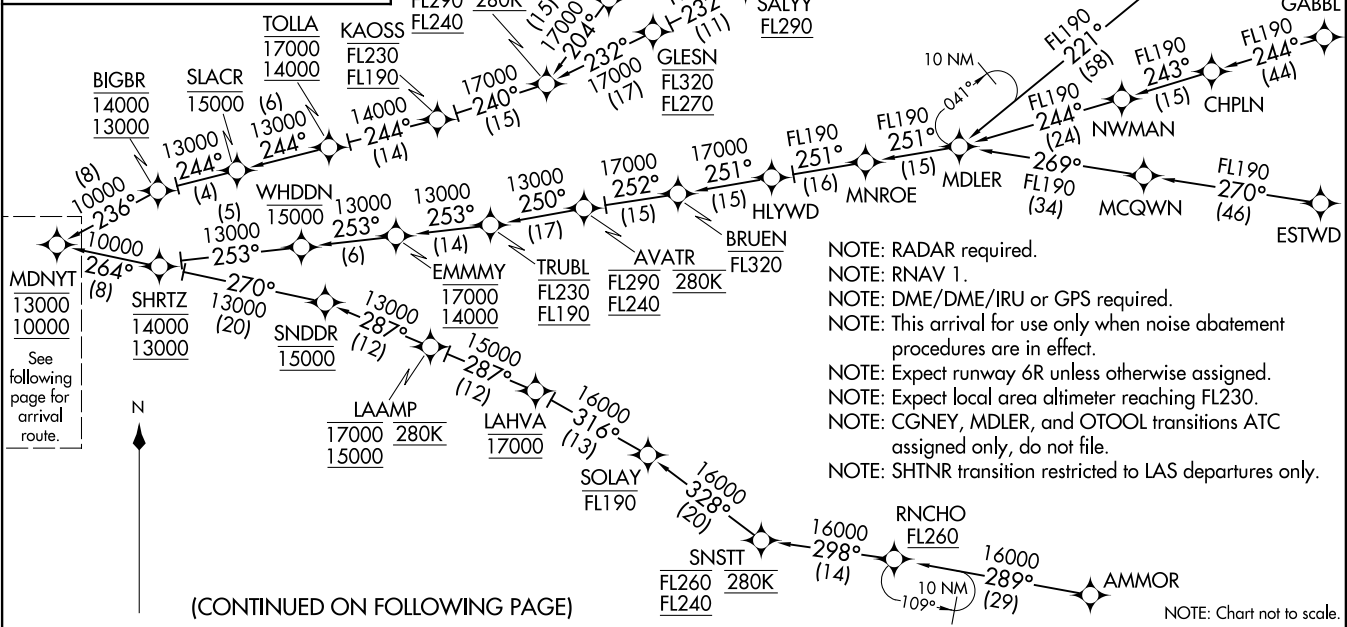 FL290 280K
FL240
(15)
17000
204°
232°
(11)
SALYY
FL290
GABBL
TOLLA
17000
14000
KAOSS
FL230
FL190
232°
17000
(17)
GLESN
FL320
FL270
FL190
221°
(58)
FL190
244°
(44)
FL190
243°
(15)
CHPLN
10 NM
041°
BIGBR
14000
13000
SLACR
15000
(6)
13000
244°
14000
244°
(14)
17000
240°
(15)
FL190
244°
(24)
NWMAN
(8)
10000
236°
13000
244°
(4)
(5)
WHDDN
15000
13000
253°
(6)
13000
253°
(14)
13000
250°
(17)
17000
252°
(15)
17000
251°
(15)
HLYWD
FL190
251°
(16)
MNROE
FL190
251°
(15)
MDLER
269°
FL190
(34)
MCQWN
FL190
270°
(46)
ESTWD
MDNYT
13000
10000
See
following
page for
arrival
route.
10000
264°
(8)
SHRTZ
14000
13000
13000
253°
270°
13000
(20)
SNDDR
15000
EMMMY
17000
14000
TRUBL
FL230
FL190
AVATR
FL290 280K
FL240
BRUEN
FL320
N
13000
287°
(12)
LAAMP
17000 280K
15000
15000
287°
(12)
LAHVA
17000
16000
316°
(13)
SOLAY
FL190
16000
328°
(20)
SNSTT
FL260 280K
FL240
16000
298°
(14)
RNCHO
FL260
10 NM
109°
16000
289°
(29)
AMMOR
NOTE: RADAR required.
NOTE: RNAV 1.
NOTE: DME/DME/IRU or GPS required.
NOTE: This arrival for use only when noise abatement
procedures are in effect.
NOTE: Expect runway 6R unless otherwise assigned.
NOTE: Expect local area altimeter reaching FL230.
NOTE: CGNEY, MDLER, and OTOOL transitions ATC
assigned only, do not file.
NOTE: SHTNR transition restricted to LAS departures only.
(CONTINUED ON FOLLOWING PAGE)
NOTE: Chart not to scale.